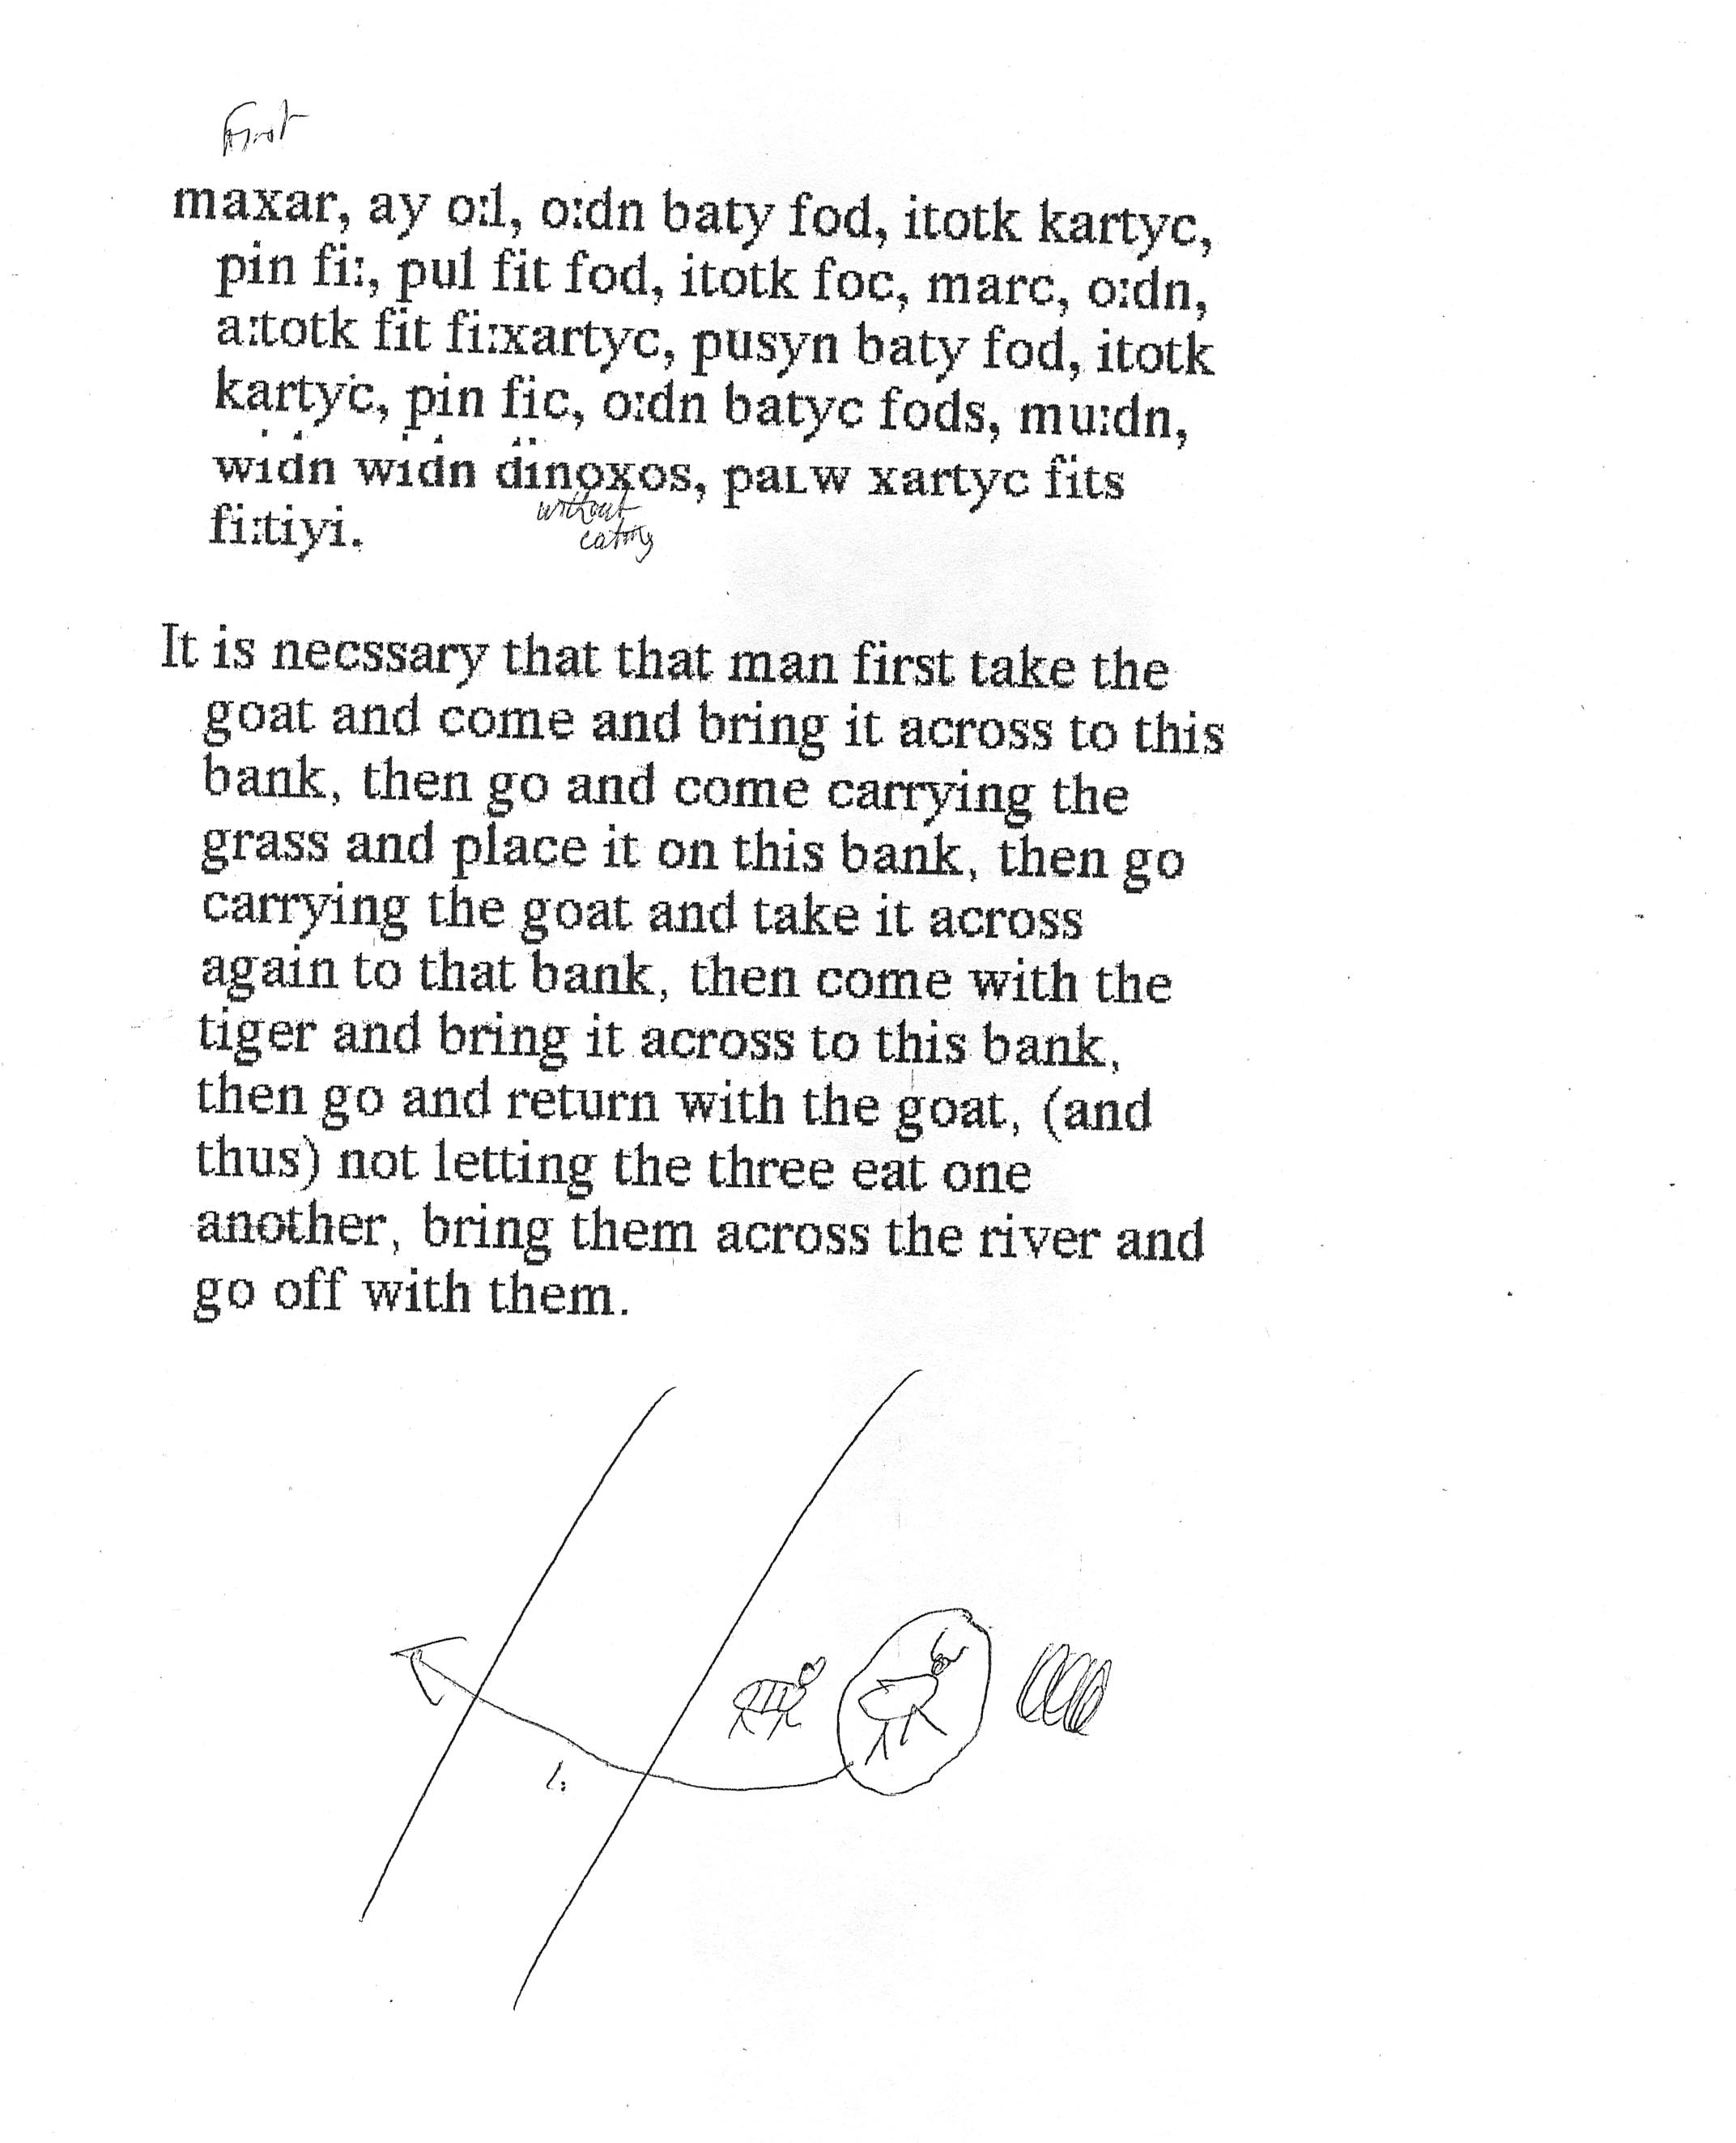 First
maxar, ay o:l, o:dn baty fod, itotk kartyc,
pin fi:, pul fit fod, itotk foc, marc, o:dn,
a:totk fit fi:xartyc, pusyn baty fod, itotk
kartyc, pin fic, o:dn batyc fods, mu:dn,
widn widn dïnoxos, paʟw xartyc fits
without
fi:tiyi.
eating
It is necssary that that man first take the
goat and come and bring it across to this
bank, then go and come carrying the
grass and place it on this bank, then go
carrying the goat and take it across
again to that bank, then come with the
tiger and bring it across to this bank,
then go and return with the goat, (and
thus) not letting the three eat one
another, bring them across the river and
go off with them.
1.